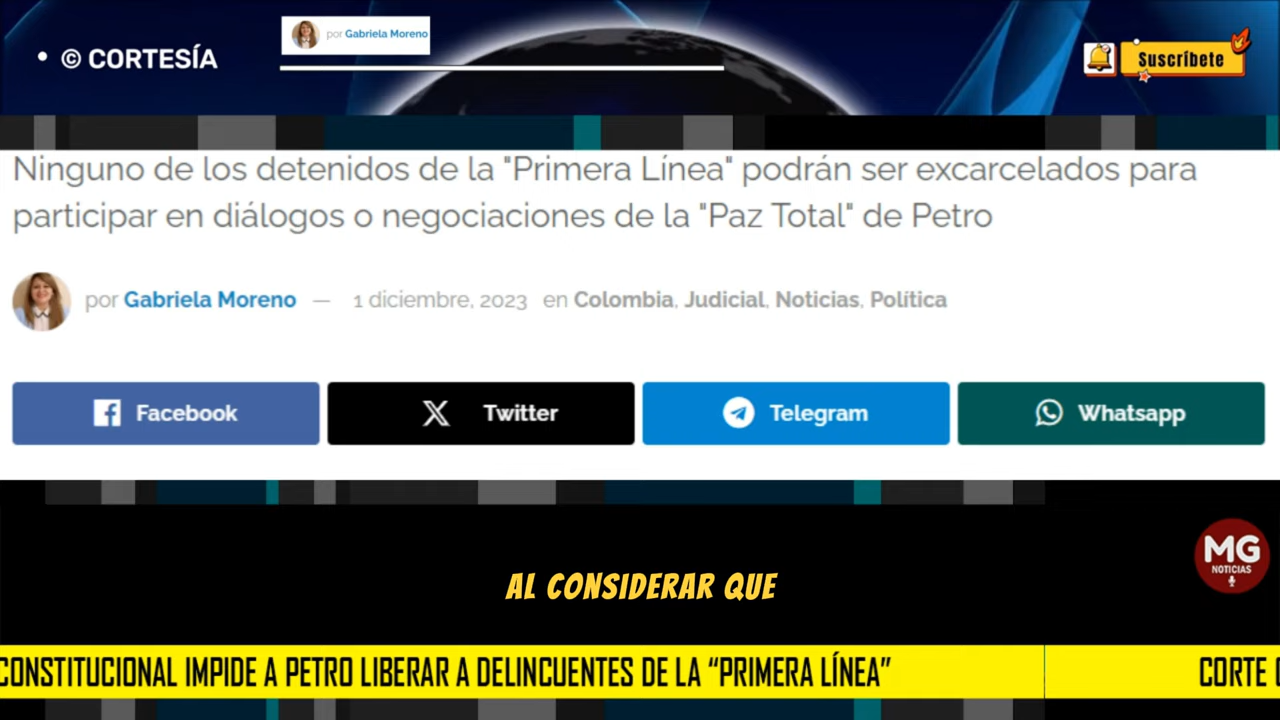 • © CORTESÍA
por Gabriela Moreno
Suscríbete
Ninguno de los detenidos de la "Primera Línea" podrán ser excarcelados para
participar en diálogos o negociaciones de la "Paz Total" de Petro
por Gabriela Moreno — 1 diciembre, 2023 en Colombia, Judicial, Noticias, Política
Facebook
Twitter
Telegram
Whatsapp
MG
NOTICIAS
AL CONSIDERAR QUE
CONSTITUCIONAL IMPIDE A PETRO LIBERAR A DELINCUENTES DE LA “PRIMERA LÍNEA”
CORTE